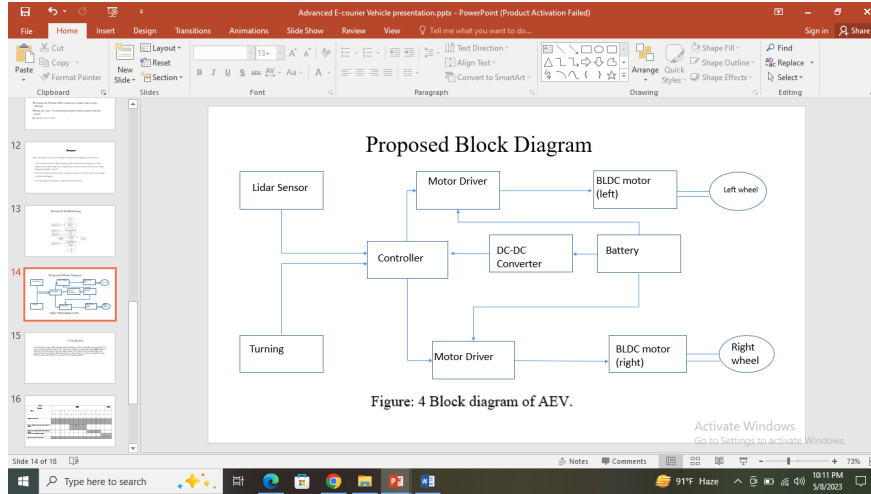 Advanced E-courier Vehicle presentation.pptx - PowerPoint (Product Activation Failed)
File Home Insert Design Transitions Animations Slide Show Review View Tell me what you want to do... Sign in Share
Paste
Cut
Copy
Format Painter
Clipboard
New
Slide
Layout
Reset
Section
Slides
13+
B I U S abc AV Aa A
Font
Text Direction
Align Text
Convert to SmartArt
Paragraph
Arrange
Quick
Styles
Shape Fill
Shape Outline
Shape Effects
Drawing
Find
Replace
Select
Editing
12
13
14
15
16
Proposed Block Diagram
Lidar Sensor
Motor Driver
BLDC motor
(left)
Left wheel
Controller
DC-DC
Converter
Battery
Turning
Motor Driver
BLDC motor
(right)
Right
wheel
Figure: 4 Block diagram of AEV.
Activate Windows
Go to Settings to activate Windows.
Slide 14 of 18
Notes Comments 73%
Type here to search
91°F Haze
10:11 PM
5/8/2023